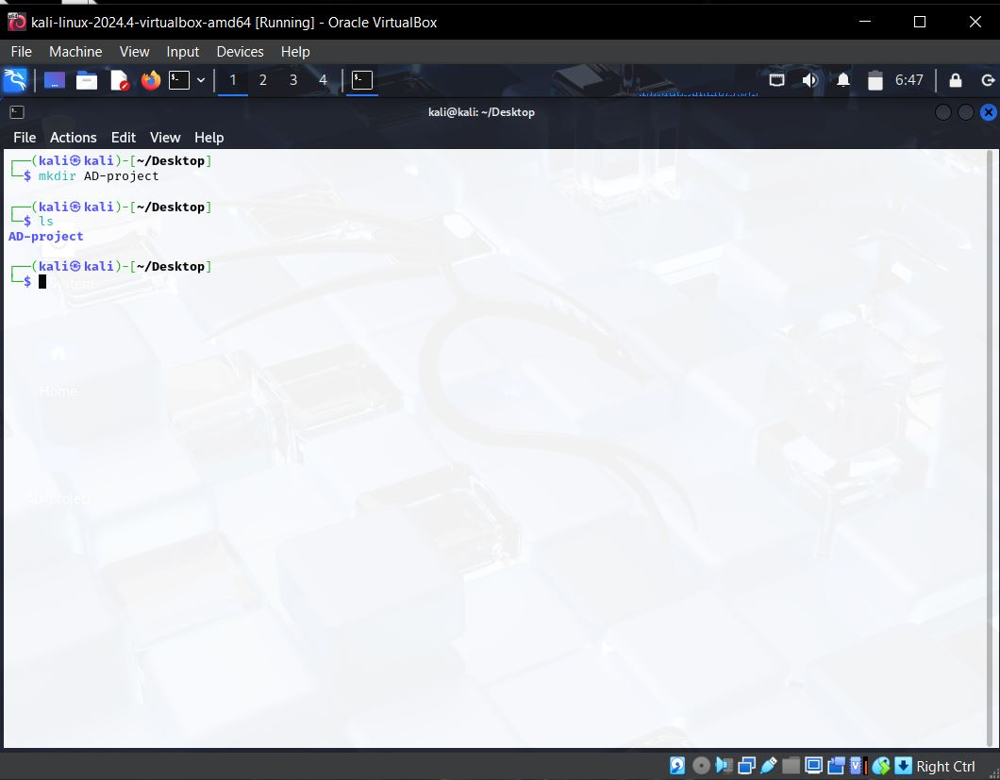 kali-linux-2024.4-virtualbox-amd64 [Running] - Oracle VirtualBox
File Machine View Input Devices Help
1 2 3 4 6:47
kali@kali: ~/Desktop
File Actions Edit View Help
┌──(kali㉿kali)-[~/Desktop]
└─$ mkdir AD-project
┌──(kali㉿kali)-[~/Desktop]
└─$ ls
AD-project
┌──(kali㉿kali)-[~/Desktop]
└─$
Home
AD-project
Right Ctrl